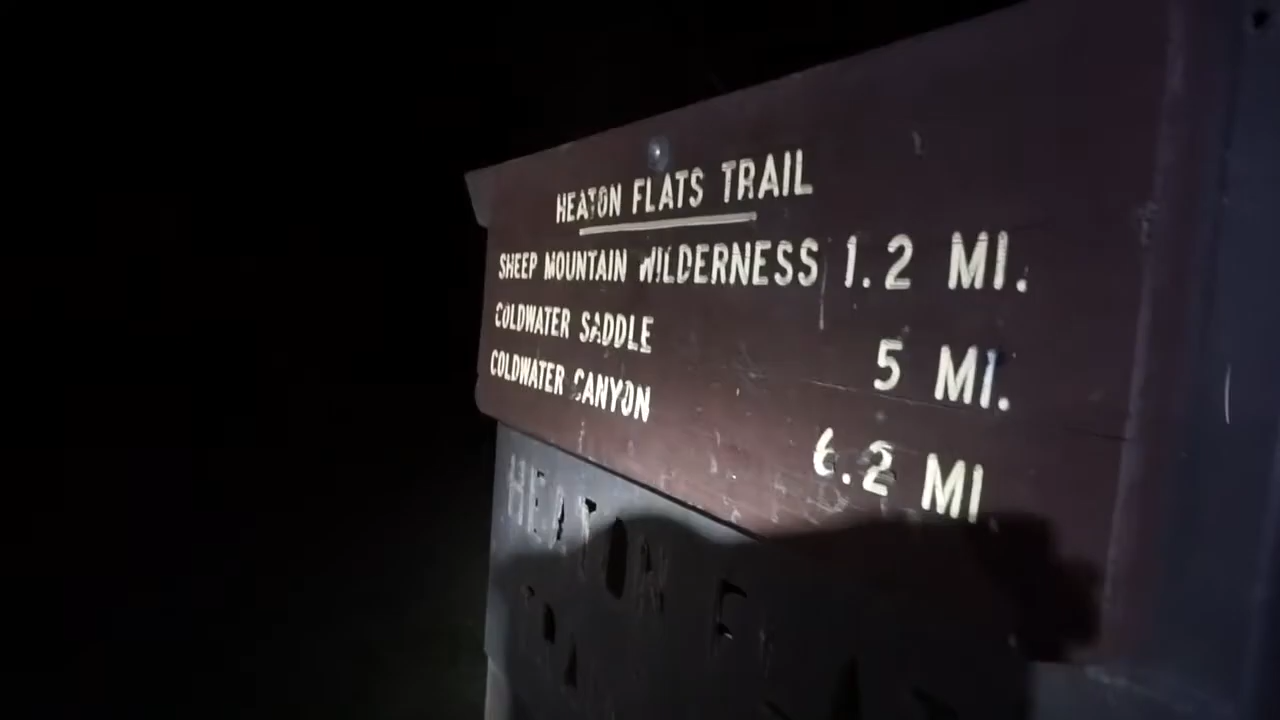 HEATON FLATS TRAIL
SHEEP MOUNTAIN WILDERNESS 1.2 MI.
COLDWATER SADDLE 5 MI.
COLDWATER CANYON 6.2 MI.
HEATON F